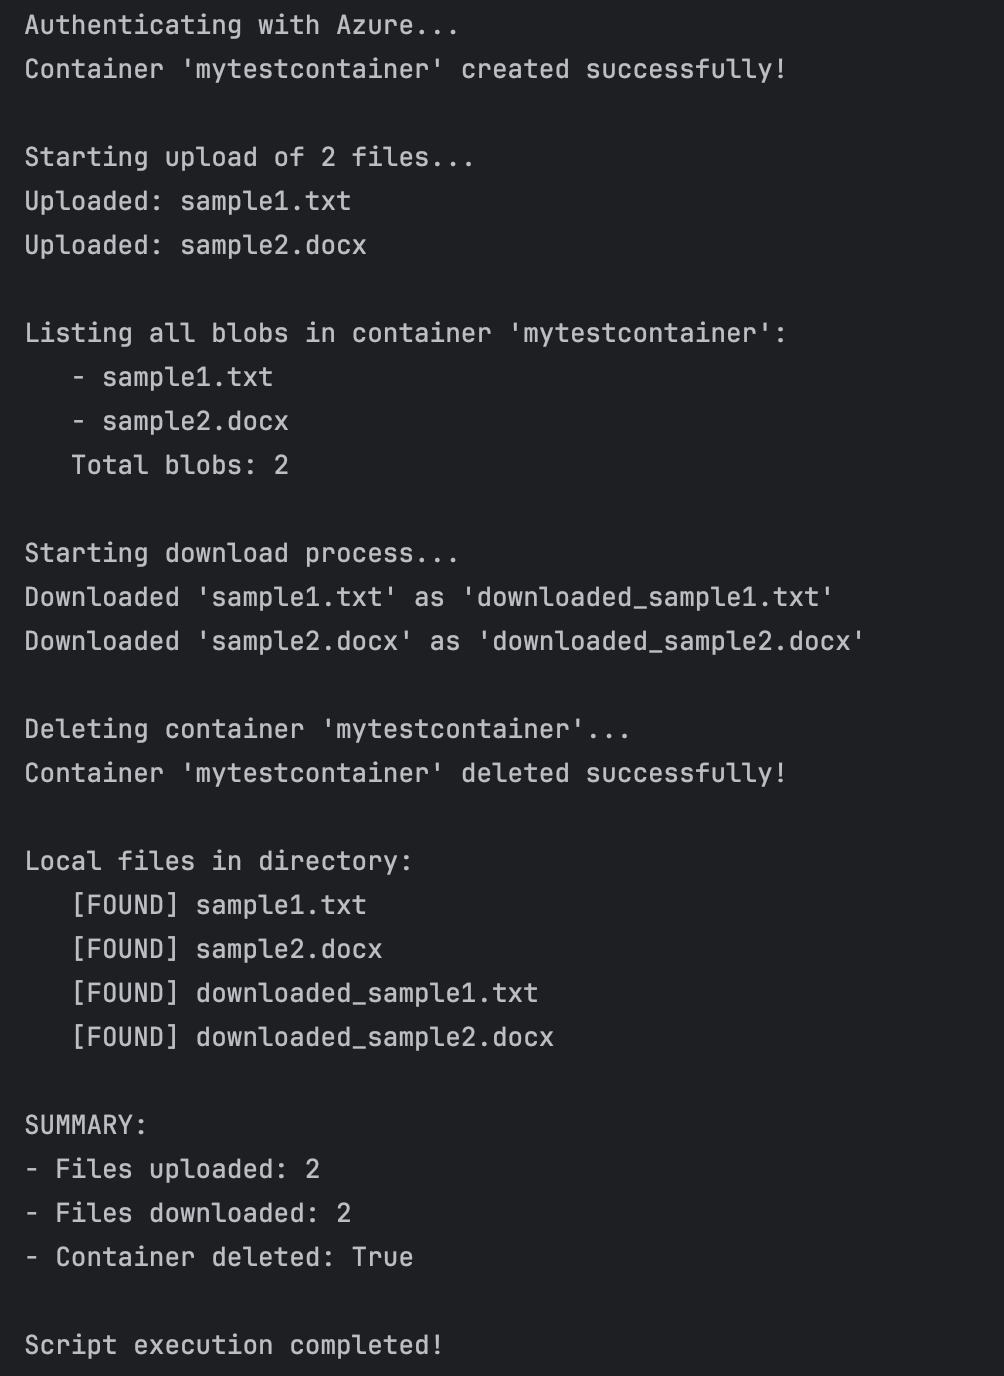 Authenticating with Azure...
Container 'mytestcontainer' created successfully!

Starting upload of 2 files...
Uploaded: sample1.txt
Uploaded: sample2.docx

Listing all blobs in container 'mytestcontainer':
   - sample1.txt
   - sample2.docx
   Total blobs: 2

Starting download process...
Downloaded 'sample1.txt' as 'downloaded_sample1.txt'
Downloaded 'sample2.docx' as 'downloaded_sample2.docx'

Deleting container 'mytestcontainer'...
Container 'mytestcontainer' deleted successfully!

Local files in directory:
   [FOUND] sample1.txt
   [FOUND] sample2.docx
   [FOUND] downloaded_sample1.txt
   [FOUND] downloaded_sample2.docx

SUMMARY:
- Files uploaded: 2
- Files downloaded: 2
- Container deleted: True

Script execution completed!